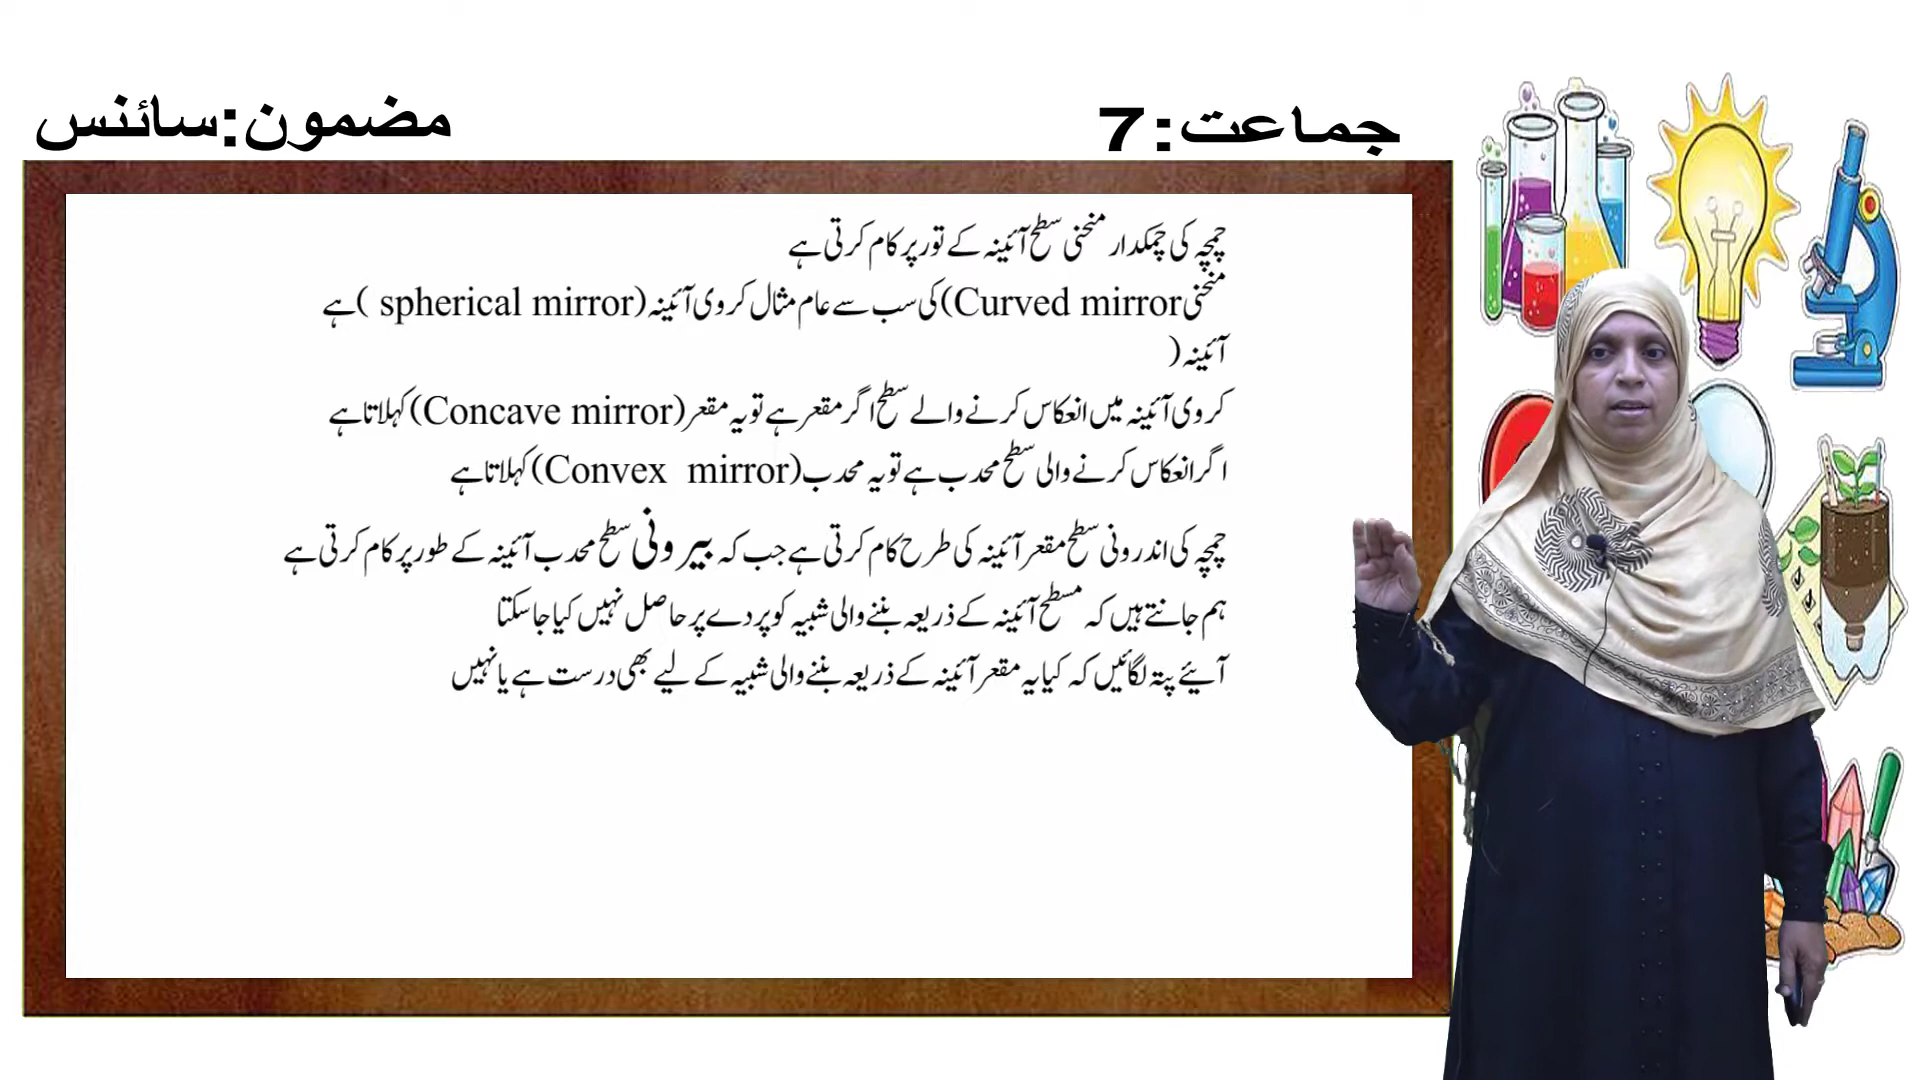 جماعت:7
مضمون:سائنس
چمچہ کی چمکدار منحنی سطح آئینہ کے تور پر کام کرتی ہے
منحنی Curved mirror) کی سب سے عام مثال کروی آئینہ (spherical mirror ) ہے
آئینہ (
کروی آئینہ میں انعکاس کرنے والے سطح اگر مقعر ہے تو یہ مقعر (Concave mirror) کہلاتا ہے
اگر انعکاس کرنے والی سطح محدب ہے تو یہ محدب (Convex mirror) کہلاتا ہے
چمچہ کی اندرونی سطح مقعر آئینہ کی طرح کام کرتی ہے جب کہ بیرونی سطح محدب آئینہ کے طور پر کام کرتی ہے
ہم جانتے ہیں کہ مسطح آئینہ کے ذریعہ بننے والی شبیہ کو پردے پر حاصل نہیں کیا جا سکتا
آیئے پتہ لگائیں کہ کیا یہ مقعر آئینہ کے ذریعہ بننے والی شبیہ کے لیے بھی درست ہے یا نہیں